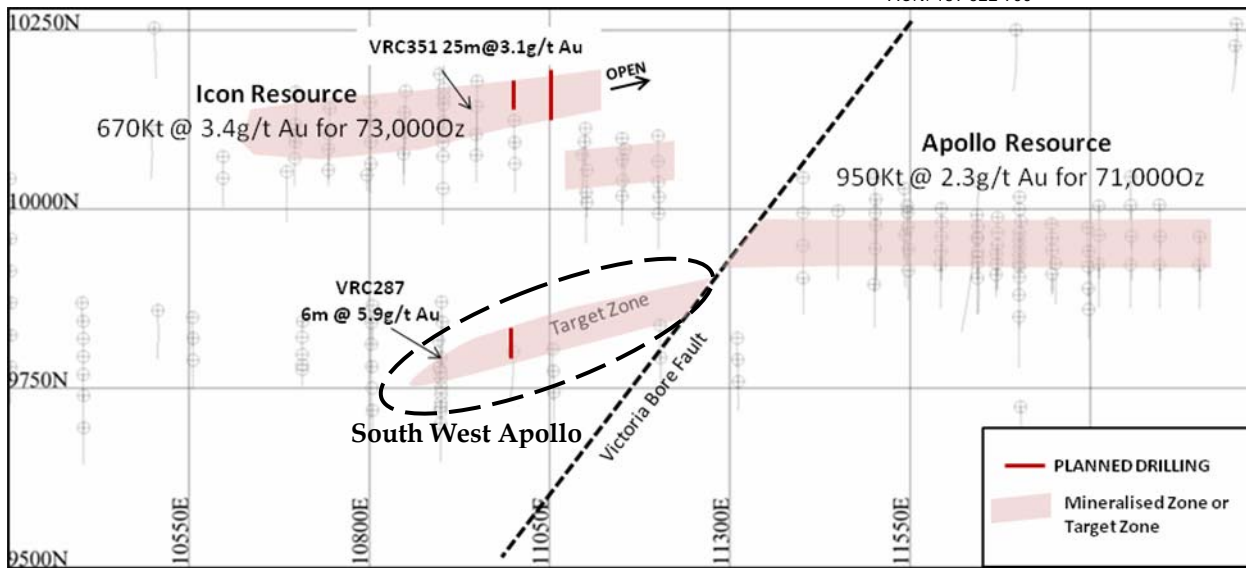 10250N
VRC351 25m@3.1g/t Au
OPEN
Icon Resource
670Kt @ 3.4g/t Au for 73,000Oz
Apollo Resource
950Kt @ 2.3g/t Au for 71,000Oz
10000N
VRC287
6m @ 5.9g/t Au
Target Zone
9750N
South West Apollo
Victoria Bore Fault
PLANNED DRILLING
Mineralised Zone or
Target Zone
10550E
10800E
11050E
11300E
11550E
9500N